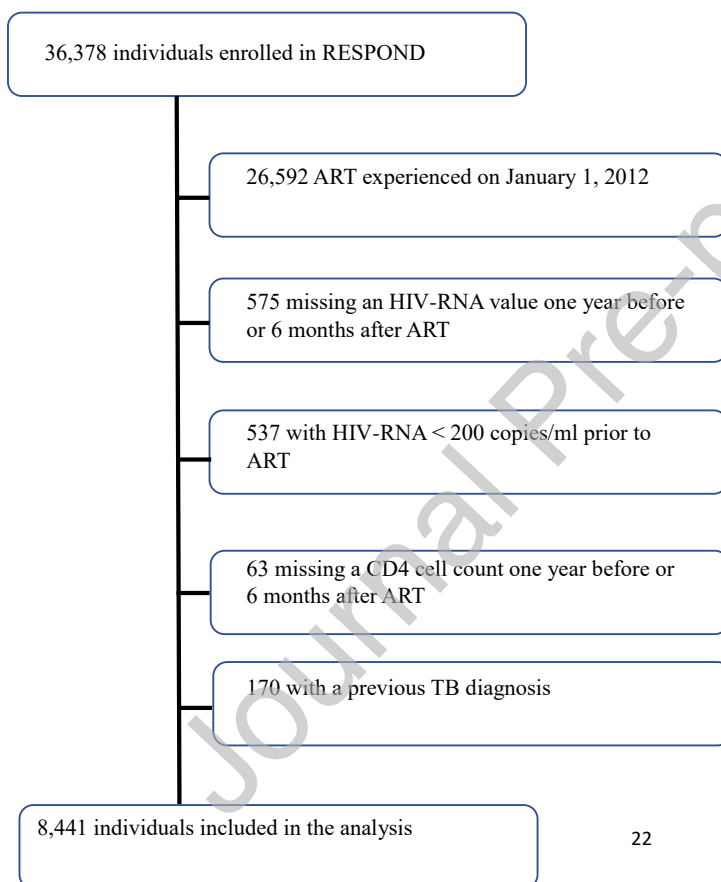 36,378 individuals enrolled in RESPOND
26,592 ART experienced on January 1, 2012
575 missing an HIV-RNA value one year before
or 6 months after ART
537 with HIV-RNA < 200 copies/ml prior to
ART
63 missing a CD4 cell count one year before or
6 months after ART
170 with a previous TB diagnosis
8,441 individuals included in the analysis
22
Journal Pre-p